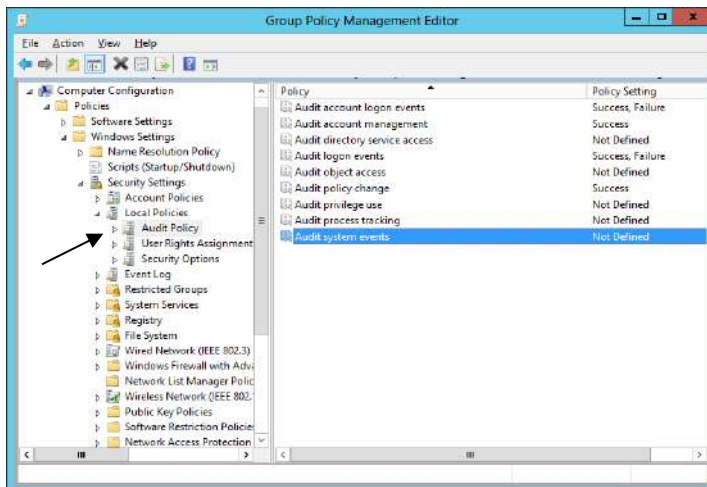 Group Policy Management Editor
File Action View Help
Computer Configuration
Policies
Software Settings
Windows Settings
Name Resolution Policy
Scripts (Startup/Shutdown)
Security Settings
Account Policies
Local Policies
Audit Policy
User Rights Assignment
Security Options
Event Log
Restricted Groups
System Services
Registry
File System
Wired Network (IEEE 802.3)
Windows Firewall with Adva
Network List Manager Polic
Wireless Network (IEEE 802.
Public Key Policies
Software Restriction Policie
Network Access Protection
Policy Policy Setting
Audit account logon events Success, Failure
Audit account management Success
Audit directory service access Not Defined
Audit logon events Success, Failure
Audit object access Not Defined
Audit policy change Success
Audit privilege use Not Defined
Audit process tracking Not Defined
Audit system events Not Defined